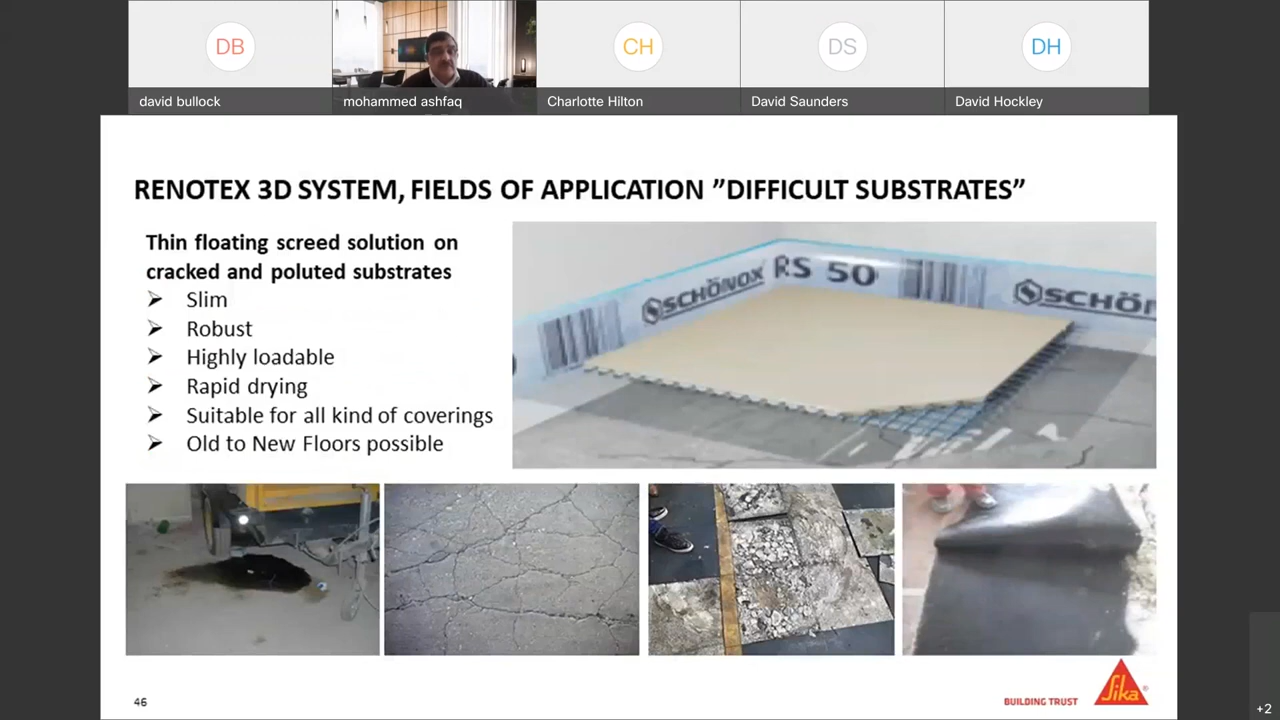 DB
CH
DS
DH
david bullock
mohammed ashfaq
Charlotte Hilton
David Saunders
David Hockley
RENOTEX 3D SYSTEM, FIELDS OF APPLICATION ”DIFFICULT SUBSTRATES”
Thin floating screed solution on
cracked and poluted substrates
➢ Slim
➢ Robust
➢ Highly loadable
➢ Rapid drying
➢ Suitable for all kind of coverings
➢ Old to New Floors possible
SCHÖNOX RS 50
SCHÖN
46
BUILDING TRUST
Sika
+2